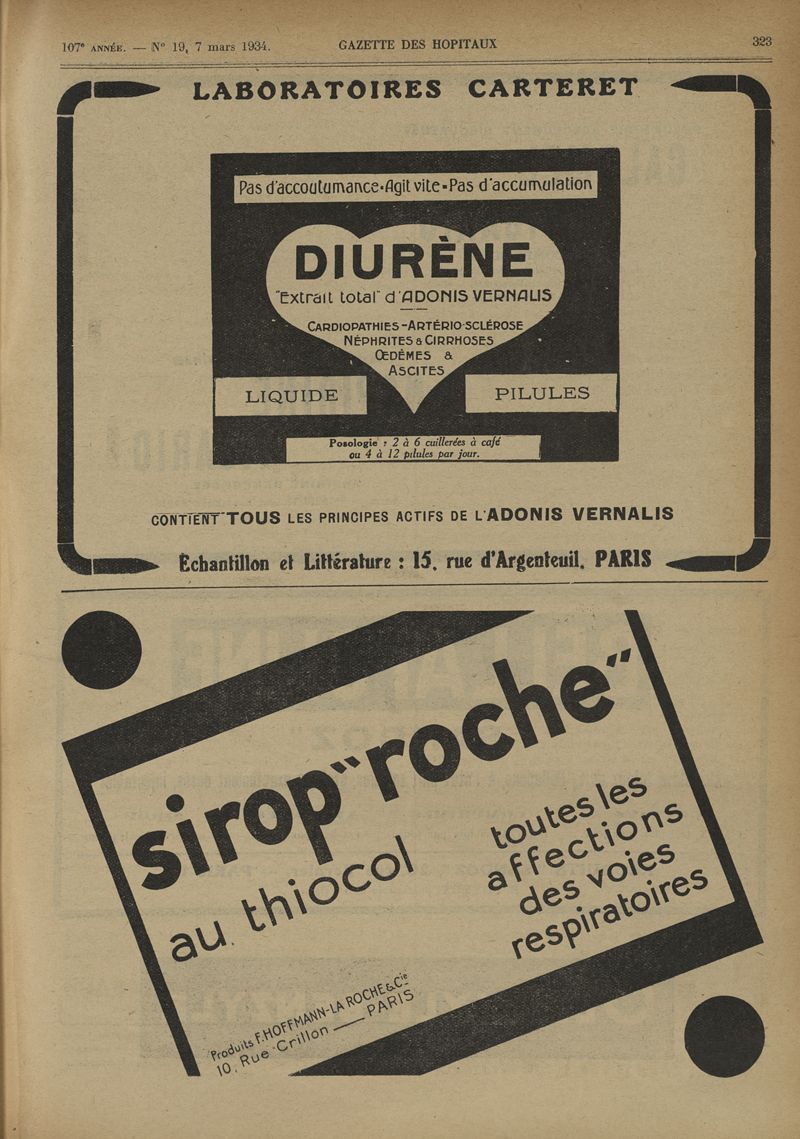 107e ANNÉE. — N° 19, 7 mars 1934. GAZETTE DES HOPITAUX 323
LABORATOIRES CARTERET
Pas d'accoutumance-Agit vite-Pas d'accumulation
DIURÈNE
"Extrait total" d'ADONIS VERNALIS
CARDIOPATHIES-ARTÉRIO-SCLÉROSE
NÉPHRITES & CIRRHOSES
ŒDÈMES &
ASCITES
LIQUIDE PILULES
Posologie : 2 à 6 cuillerées à café
ou 4 à 12 pilules par jour.
CONTIENT TOUS LES PRINCIPES ACTIFS DE L'ADONIS VERNALIS
Echantillon et Littérature : 15, rue d'Argenteuil, PARIS
sirop "roche"
au thiocol
toutes les
affections
des voies
respiratoires
Produits F. HOFFMANN-LA ROCHE & Cie
10, Rue Crillon — PARIS